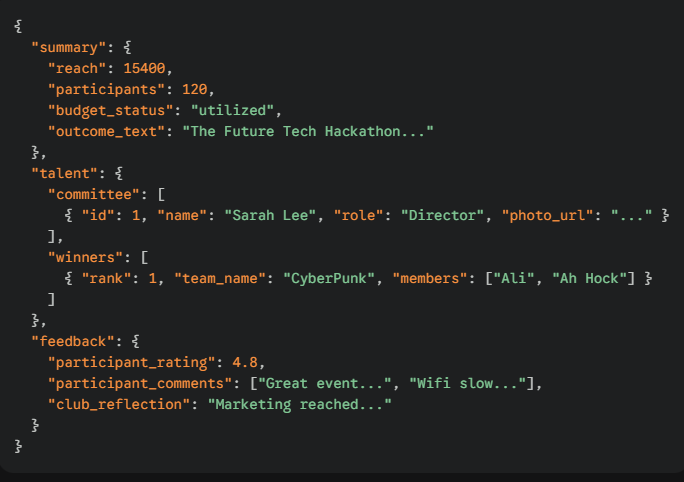 {
"summary": {
"reach": 15400,
"participants": 120,
"budget_status": "utilized",
"outcome_text": "The Future Tech Hackathon..."
},
"talent": {
"committee": [
{ "id": 1, "name": "Sarah Lee", "role": "Director", "photo_url": "..." }
],
"winners": [
{ "rank": 1, "team_name": "CyberPunk", "members": ["Ali", "Ah Hock"] }
]
},
"feedback": {
"participant_rating": 4.8,
"participant_comments": ["Great event...", "Wifi slow..."],
"club_reflection": "Marketing reached..."
}
}